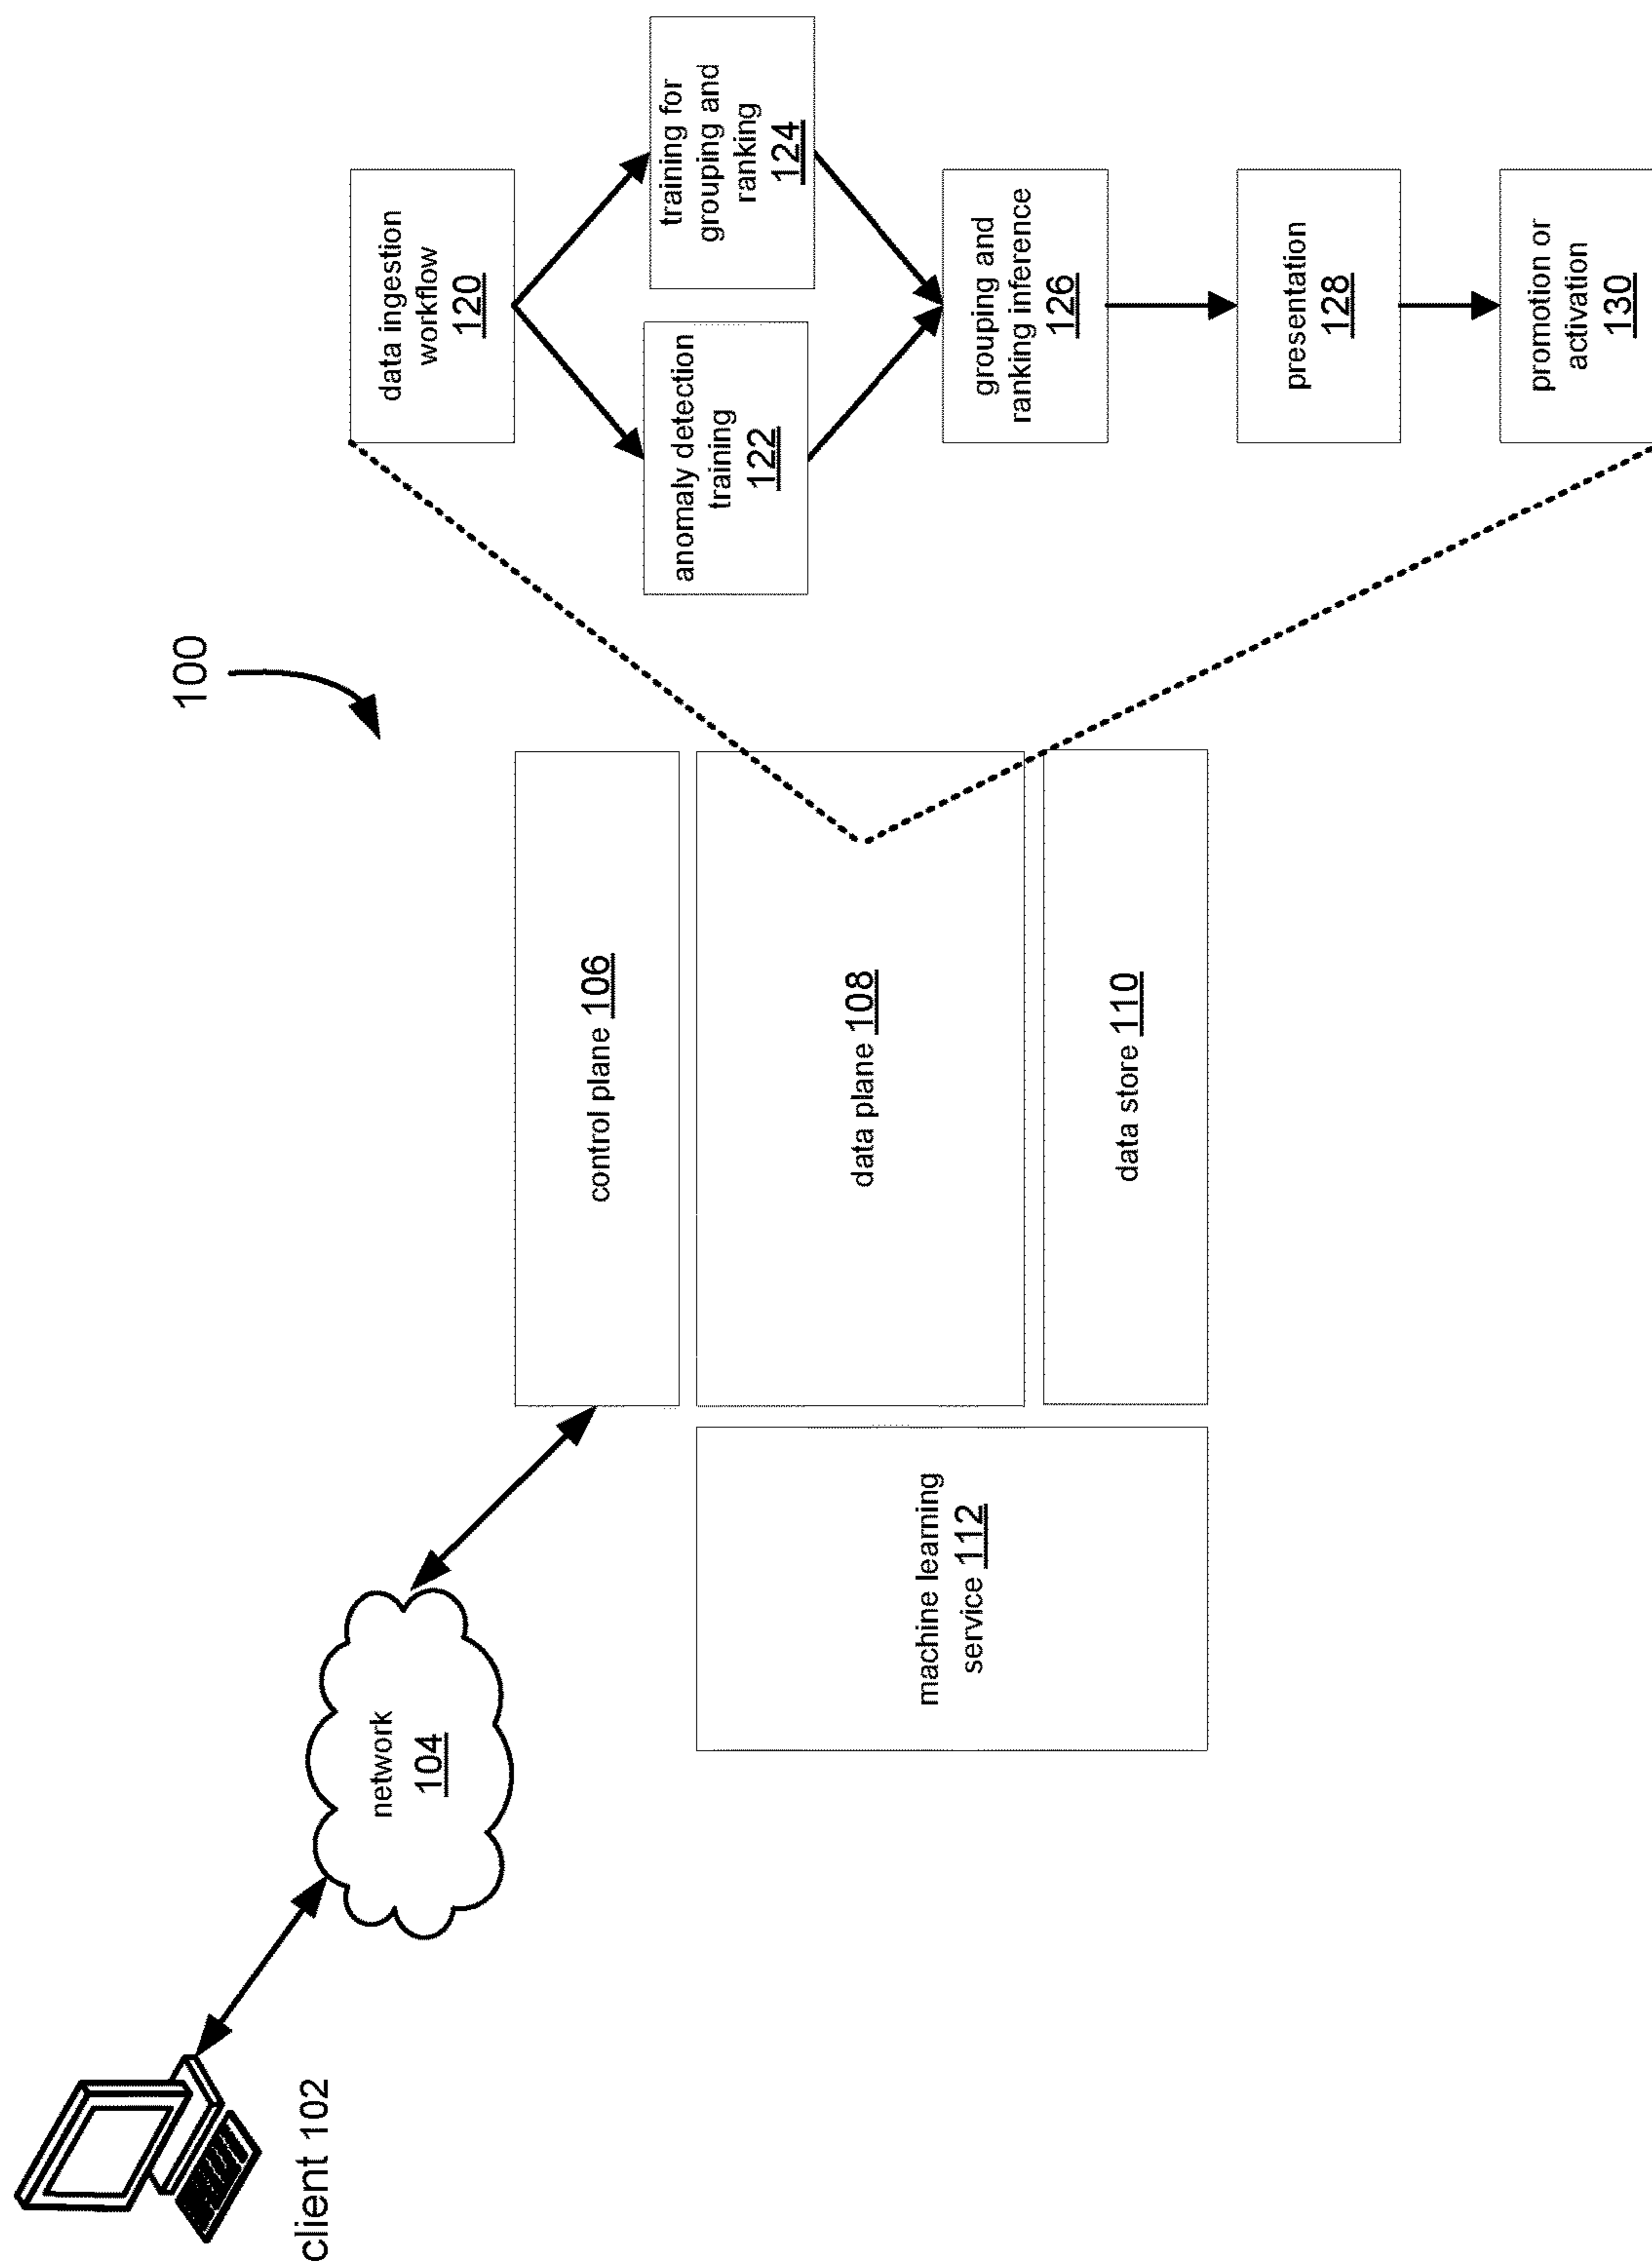 100
client 102
network
104
control plane 106
data plane 108
data store 110
machine learning
service 112
data ingestion
workflow
120
anomaly detection
training
122
training for
grouping and
ranking
124
grouping and
ranking inference
126
presentation
128
promotion or
activation
130